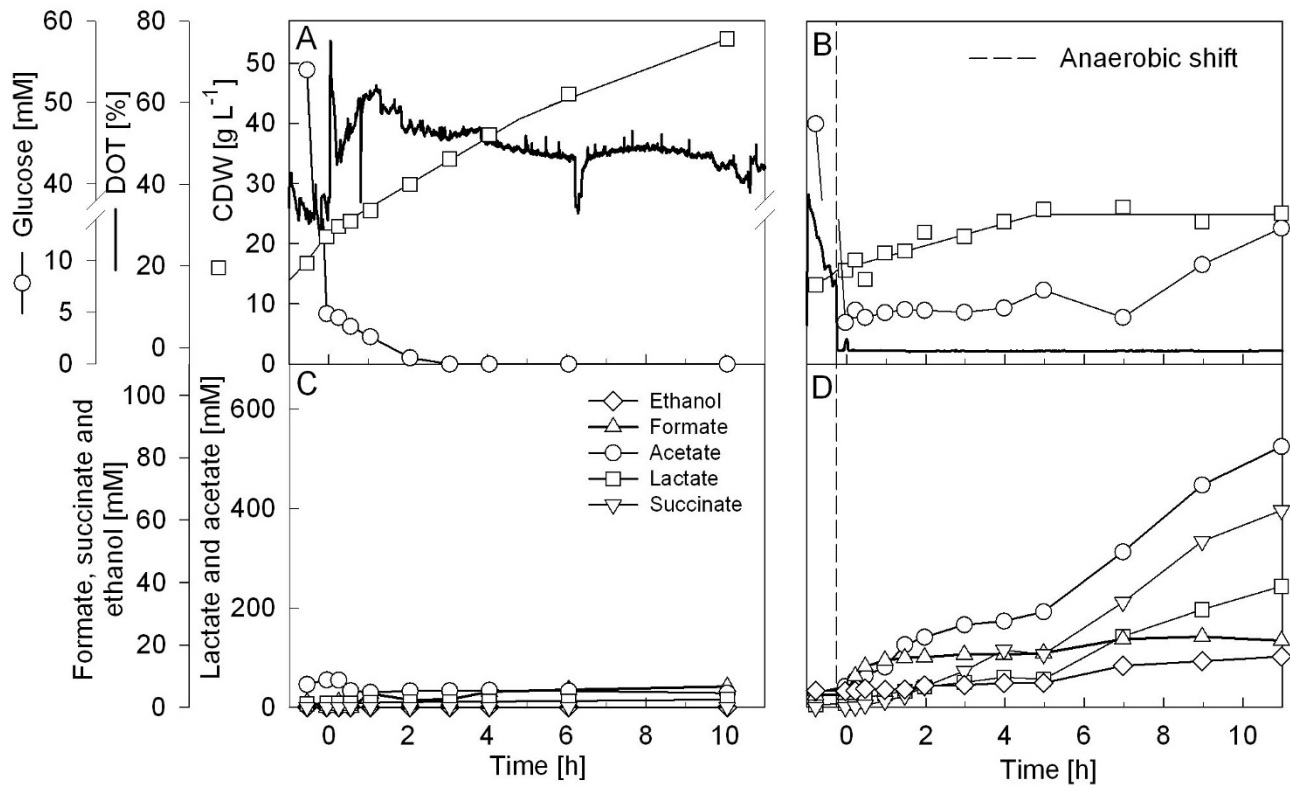 60
50
40
10
5
0
Glucose [mM]
80
60
40
20
0
DOT [%]
50
40
30
20
10
0
CDW [g L⁻¹]
A
B
Anaerobic shift
100
80
60
40
20
0
Formate, succinate and
ethanol [mM]
600
400
200
0
Lactate and acetate [mM]
C
Ethanol
Formate
Acetate
Lactate
Succinate
D
0 2 4 6 8 10
Time [h]
0 2 4 6 8 10
Time [h]